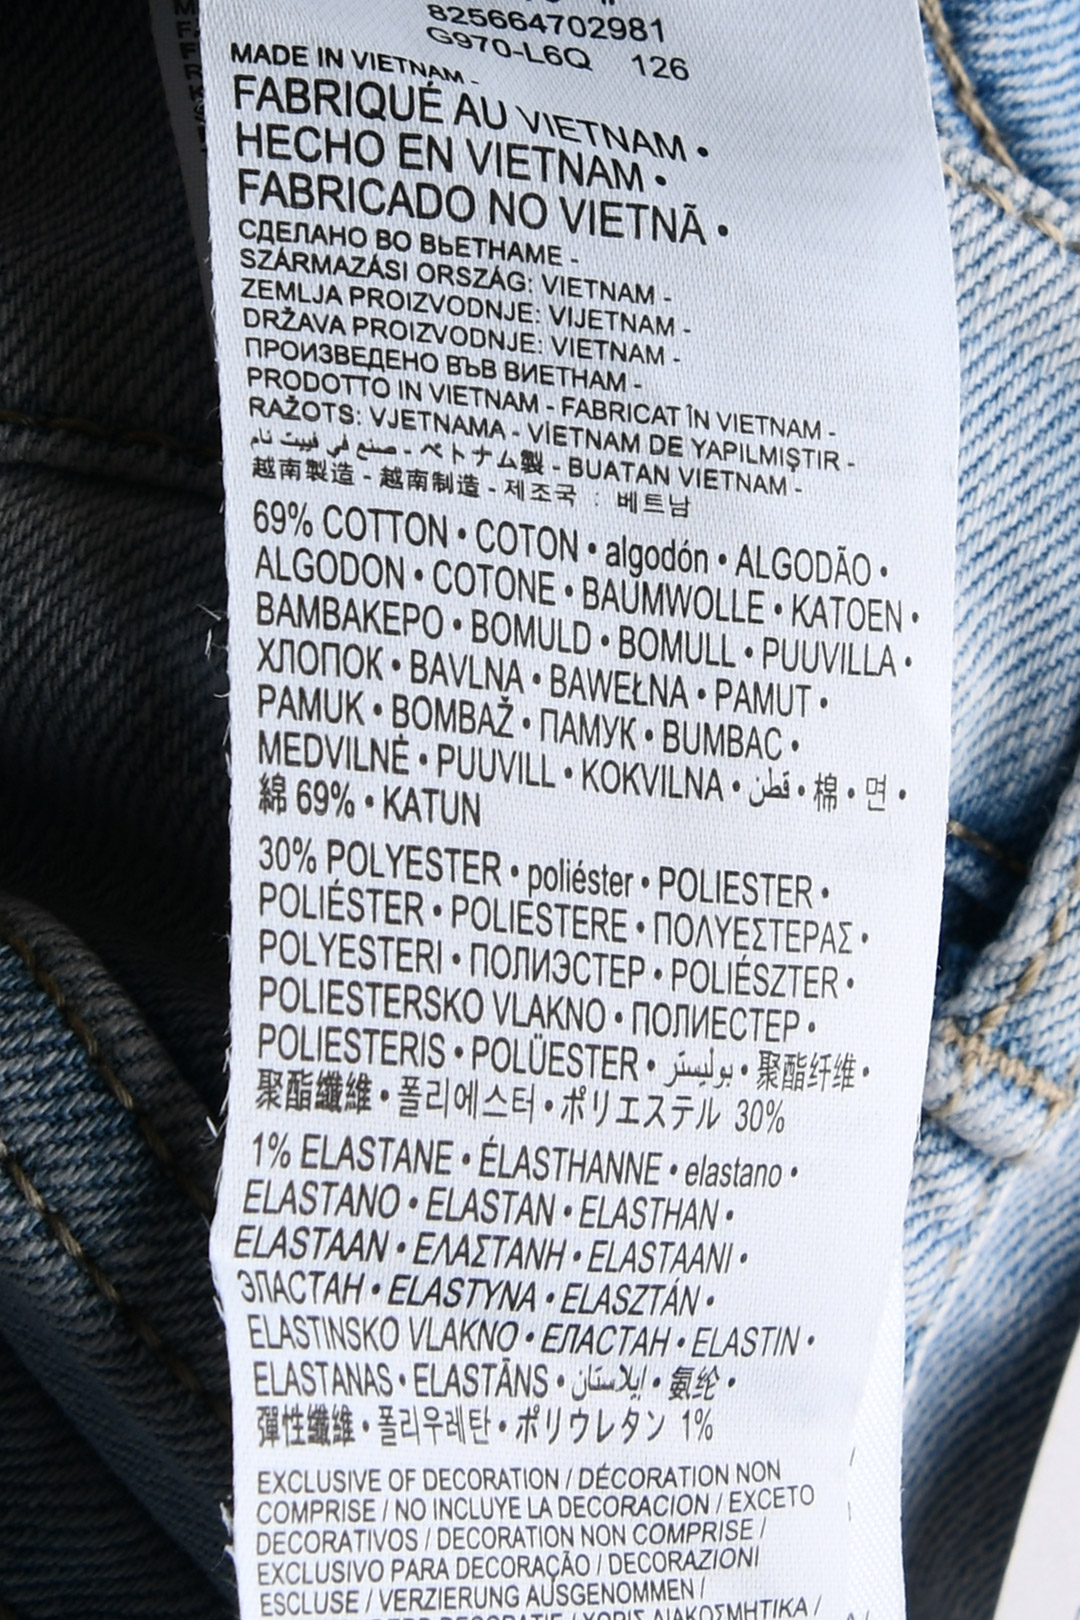 825664702981
G970-L6Q 126
MADE IN VIETNAM -
FABRIQUÉ AU VIETNAM •
HECHO EN VIETNAM •
FABRICADO NO VIETNÃ •
СДЕЛАНО ВО ВЬЕТНАМЕ -
SZÁRMAZÁSI ORSZÁG: VIETNAM -
ZEMLJA PROIZVODNJE: VIJETNAM -
DRŽAVA PROIZVODNJE: VIETNAM -
ПРОИЗВЕДЕНО ВЪВ ВИЕТНАМ -
PRODOTTO IN VIETNAM - FABRICAT ÎN VIETNAM -
RAŽOTS: VJETNAMA - VİETNAM DE YAPILMIŞTIR -
صنع في فييت نام - ベトナム製 - BUATAN VIETNAM -
越南製造 - 越南制造 - 제조국 : 베트남
69% COTTON • COTON • algodón • ALGODÃO •
ALGODON • COTONE • BAUMWOLLE • KATOEN •
ΒΑΜΒΑΚΕΡΟ • BOMULD • BOMULL • PUUVILLA •
ХЛОПОК • BAVLNA • BAWEŁNA • PAMUT •
PAMUK • BOMBAŽ • ПАМУК • BUMBAC •
MEDVILNĖ • PUUVILL • KOKVILNA • قطن • 棉 • 면 •
綿 69% • KATUN
30% POLYESTER • poliéster • POLIESTER •
POLIÉSTER • POLIESTERE • ΠΟΛΥΕΣΤΕΡΑΣ •
POLYESTERI • ПОЛИЭСТЕР • POLIÉSZTER •
POLIESTERSKO VLAKNO • ПОЛИЕСТЕР •
POLIESTERIS • POLÜESTER • بوليستر • 聚酯纤维 •
聚酯纖維 • 폴리에스터 • ポリエステル 30%
1% ELASTANE • ÉLASTHANNE • elastano •
ELASTANO • ELASTAN • ELASTHAN •
ELASTAAN • ΕΛΑΣΤΑΝΗ • ELASTAANI •
ЭЛАСТАН • ELASTYNA • ELASZTÁN •
ELASTINSKO VLAKNO • ЕЛАСТАН • ELASTIN •
ELASTANAS • ELASTĀNS • إيلاستان • 氨纶 •
彈性纖維 • 폴리우레탄 • ポリウレタン 1%
EXCLUSIVE OF DECORATION / DÉCORATION NON
COMPRISE / NO INCLUYE LA DECORACION / EXCETO
DECORATIVOS / DECORATION NON COMPRISE /
EXCLUSIVO PARA DECORAÇÃO / DECORAZIONI
ESCLUSE / VERZIERUNG AUSGENOMMEN /
ΧΩΡΙΣ ΔΙΑΚΟΣΜΗΤΙΚΑ /